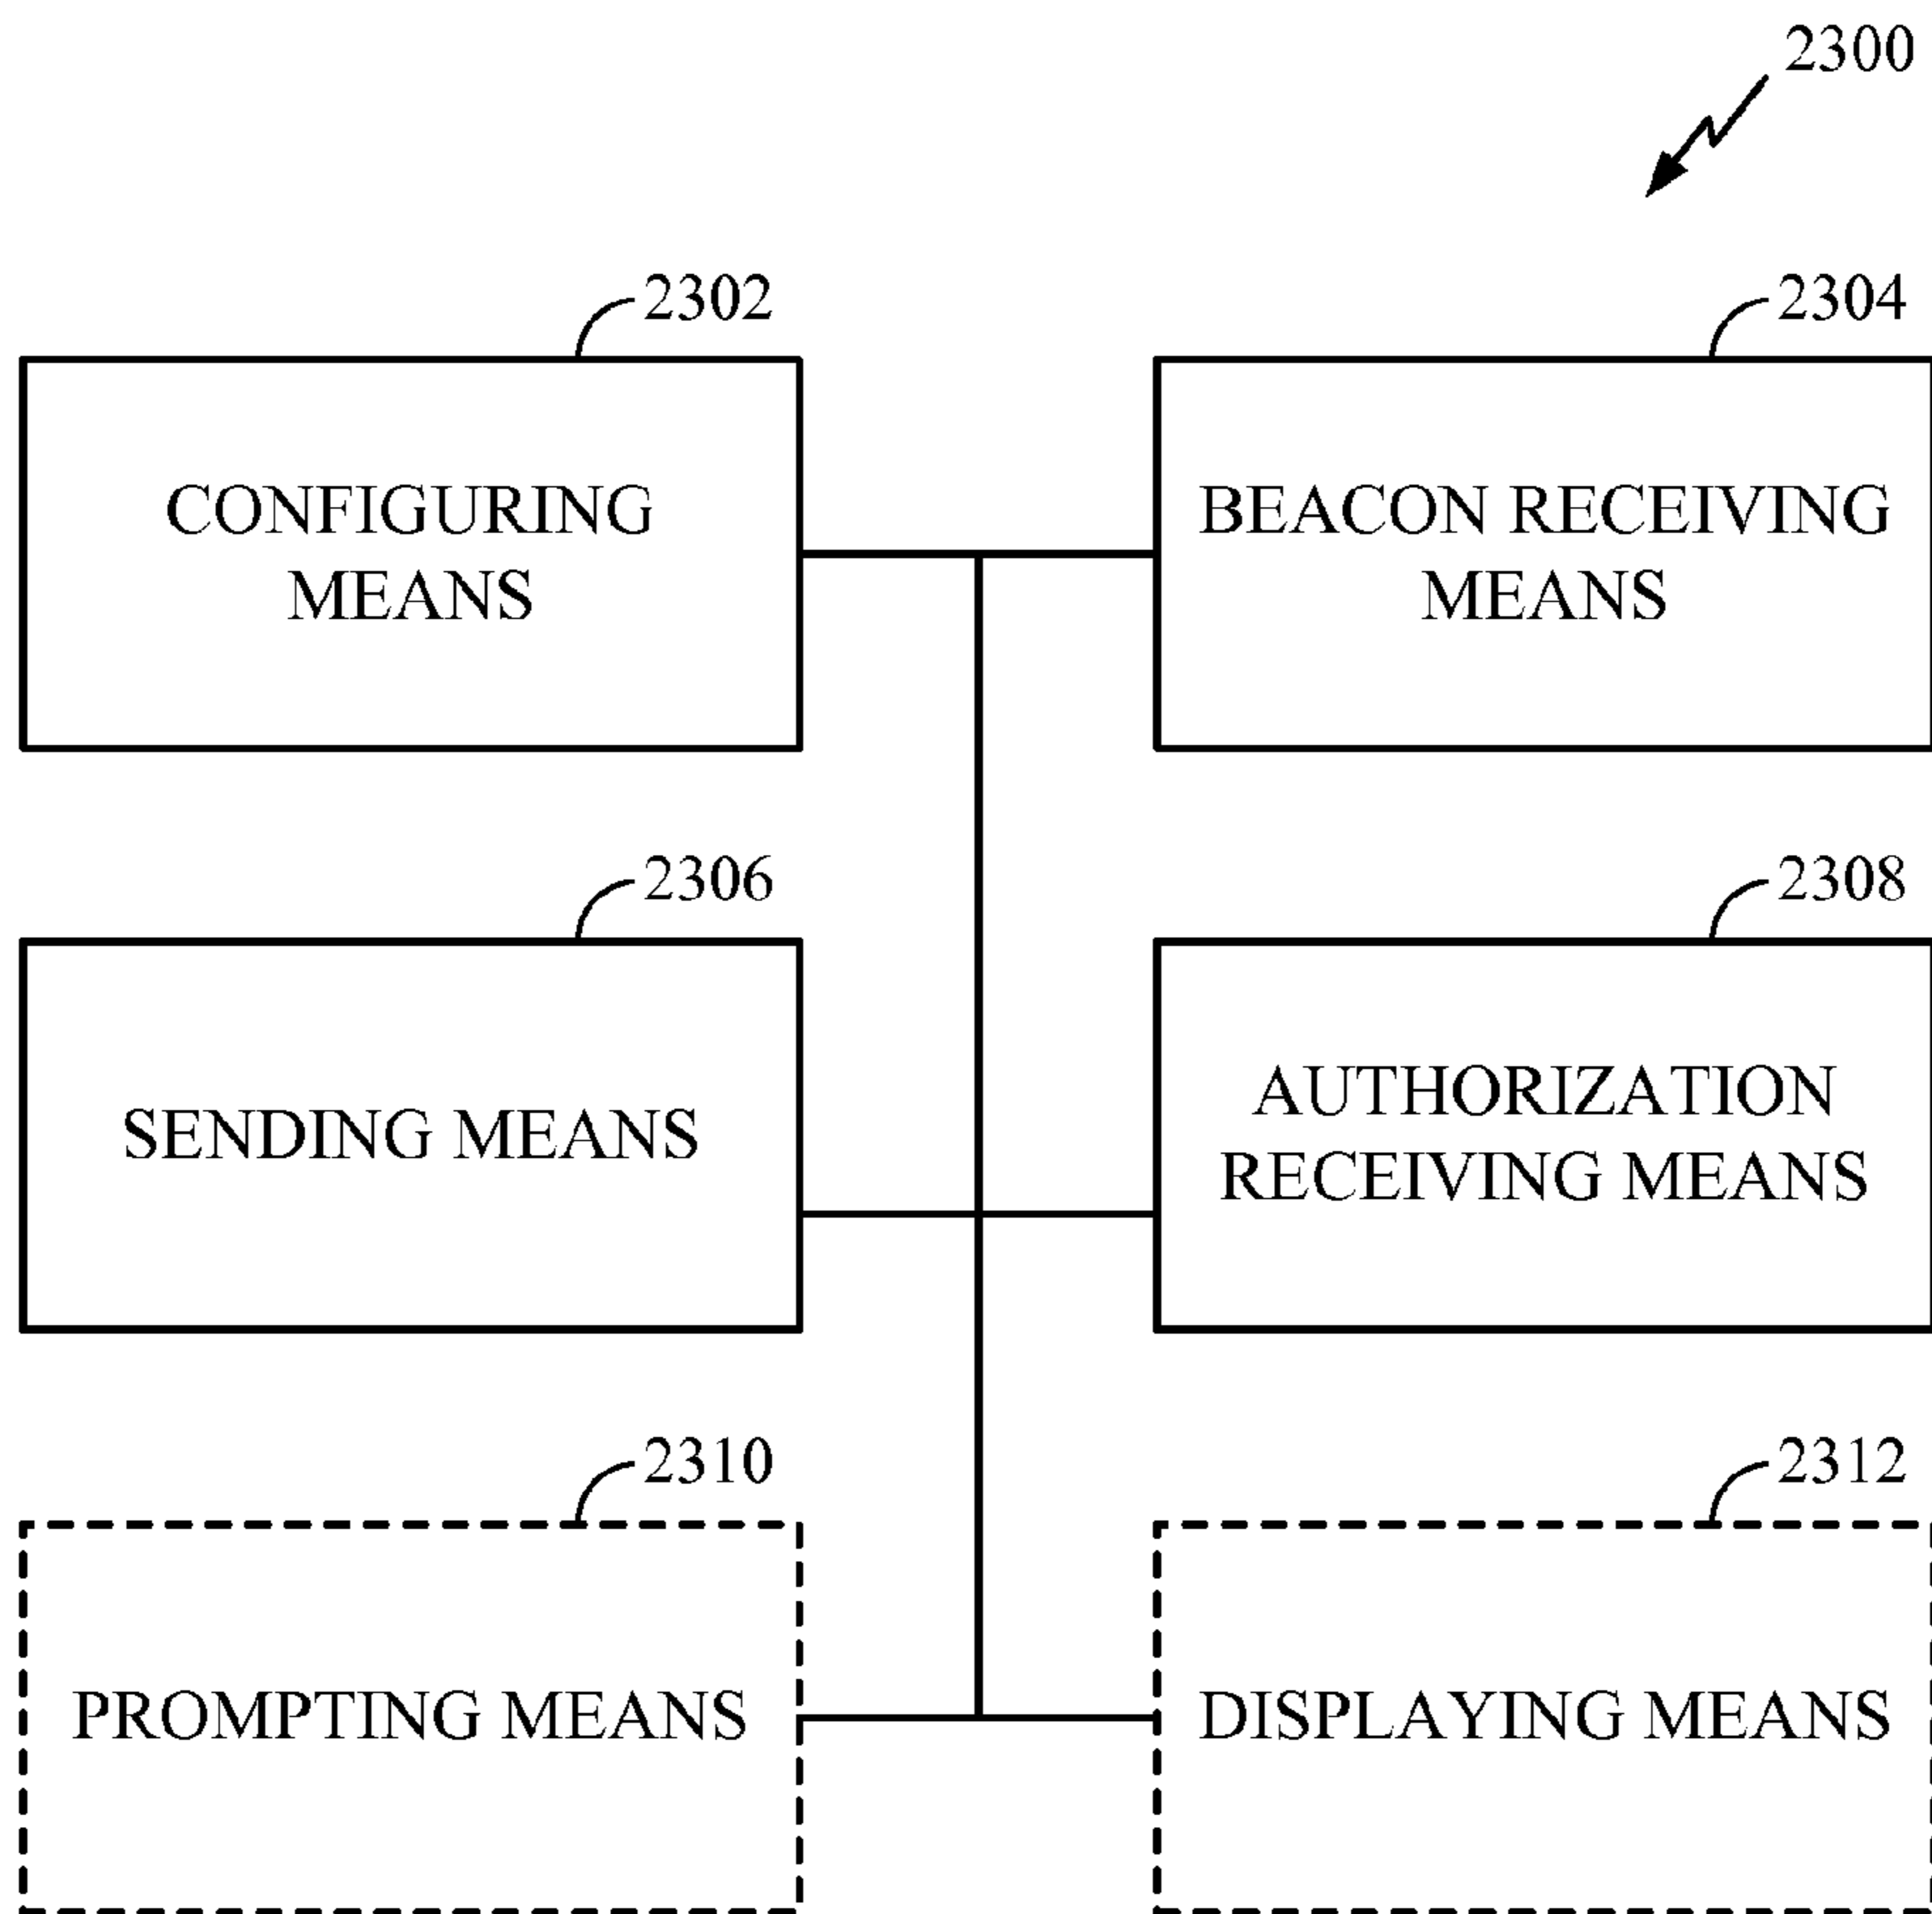 2300
2302
2304
CONFIGURING
MEANS
BEACON RECEIVING
MEANS
2306
2308
SENDING MEANS
AUTHORIZATION
RECEIVING MEANS
2310
2312
PROMPTING MEANS
DISPLAYING MEANS